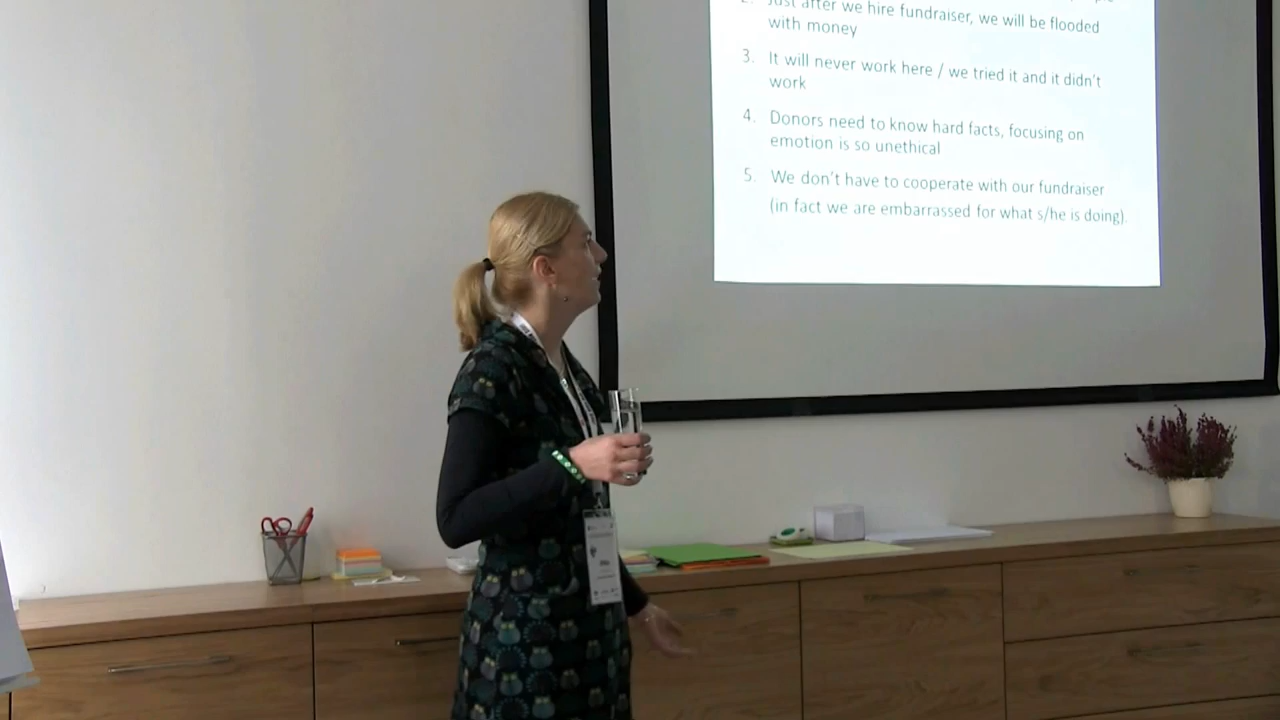 2. Just after we hire fundraiser, we will be flooded
with money
3. It will never work here / we tried it and it didn't
work
4. Donors need to know hard facts, focusing on
emotion is so unethical
5. We don't have to cooperate with our fundraiser
(in fact we are embarrassed for what s/he is doing)